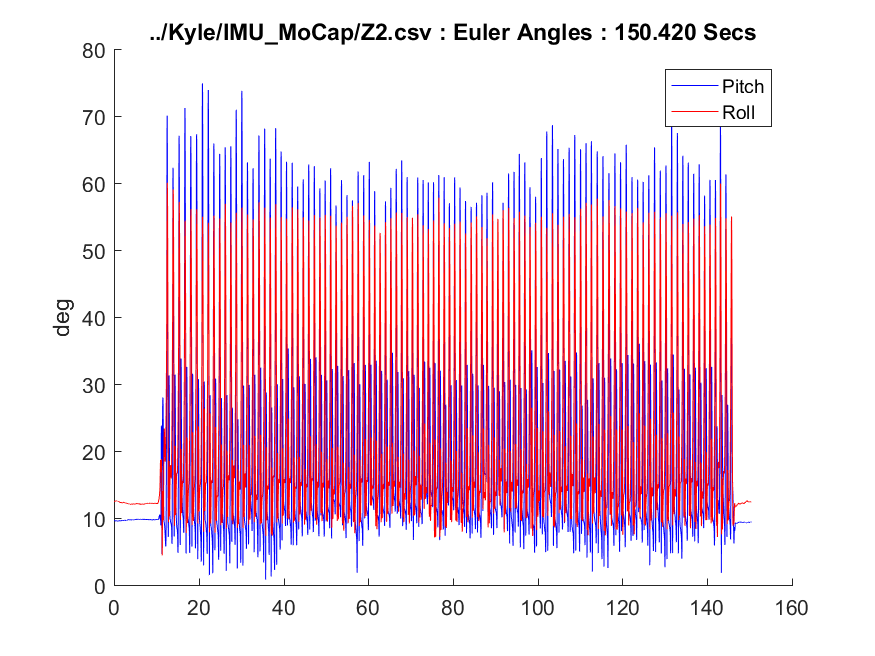 ../Kyle/IMU_MoCap/Z2.csv : Euler Angles : 150.420 Secs
80
70
60
50
40
30
20
10
0
deg
Pitch
Roll
0 20 40 60 80 100 120 140 160